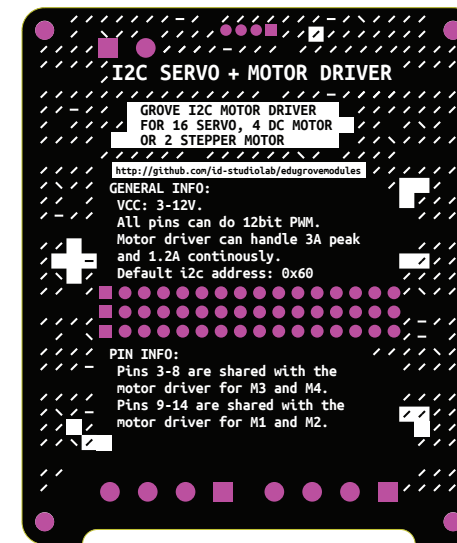 I2C SERVO + MOTOR DRIVER
GROVE I2C MOTOR DRIVER
FOR 16 SERVO, 4 DC MOTOR
OR 2 STEPPER MOTOR
http://github.com/id-studiolab/edugrovemodules
GENERAL INFO:
VCC: 3-12V.
All pins can do 12bit PWM.
Motor driver can handle 3A peak
and 1.2A continously.
Default i2c address: 0x60
PIN INFO:
Pins 3-8 are shared with the
motor driver for M3 and M4.
Pins 9-14 are shared with the
motor driver for M1 and M2.